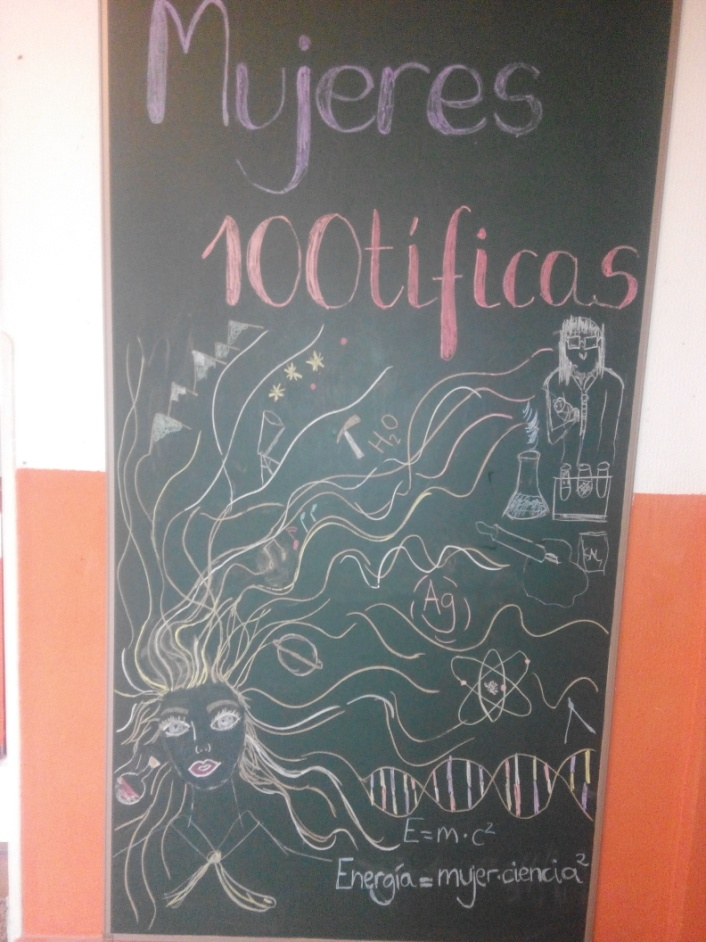 Mujeres
100tíficas
H₂O
Ag
E=m·c²
Energía=mujer·ciencia²